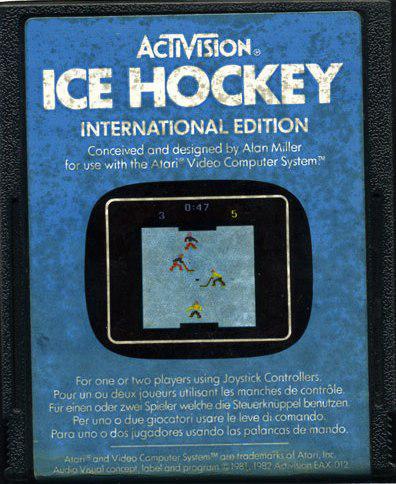 ACTIVISION®
ICE HOCKEY
INTERNATIONAL EDITION
Conceived and designed by Alan Miller
for use with the Atari® Video Computer System™
0:47
3 5
For one or two players using Joystick Controllers.
Pour un ou deux joueurs utilisant les manches de contrôle.
Für einen oder zwei Spieler welche die Steuerknüppel benutzen.
Per uno o due giocatori usare le leve di comando.
Para uno o dos jugadores usando las palancas de mando.
Atari® and Video Computer System™ are trademarks of Atari, Inc.
Audio Visual concept, label and program © 1981, 1982 Activision EAX-012